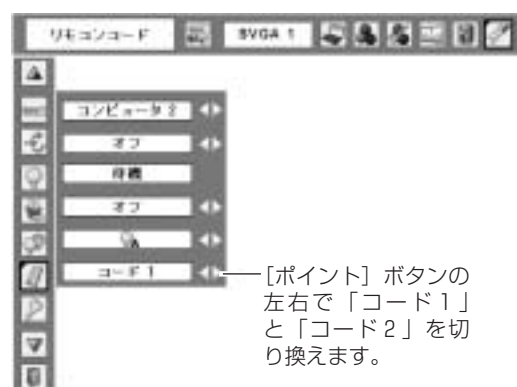 リモコンコード
SVGA 1
コンピュータ 2
オフ
待機
オフ
コード 1
[ポイント] ボタンの
左右で「コード1」
と「コード2」を切
り換えます。